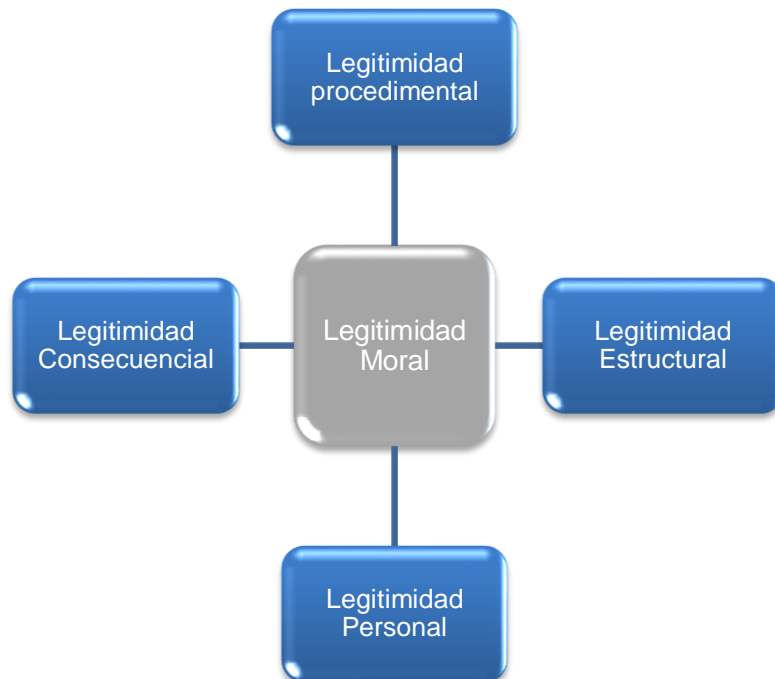 Legitimidad
procedimental
Legitimidad
Consecuencial
Legitimidad
Moral
Legitimidad
Estructural
Legitimidad
Personal